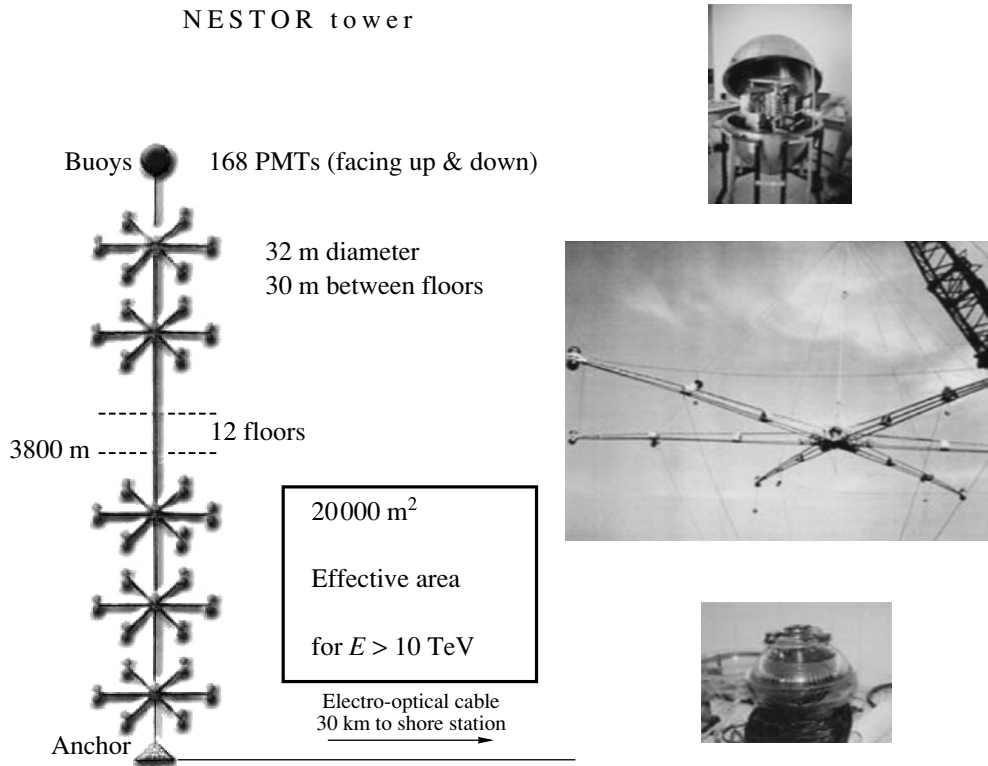 NESTOR tower
Buoys
168 PMTs (facing up & down)
32 m diameter
30 m between floors
12 floors
3800 m
20000 m²
Effective area
for E > 10 TeV
Electro-optical cable
30 km to shore station
Anchor